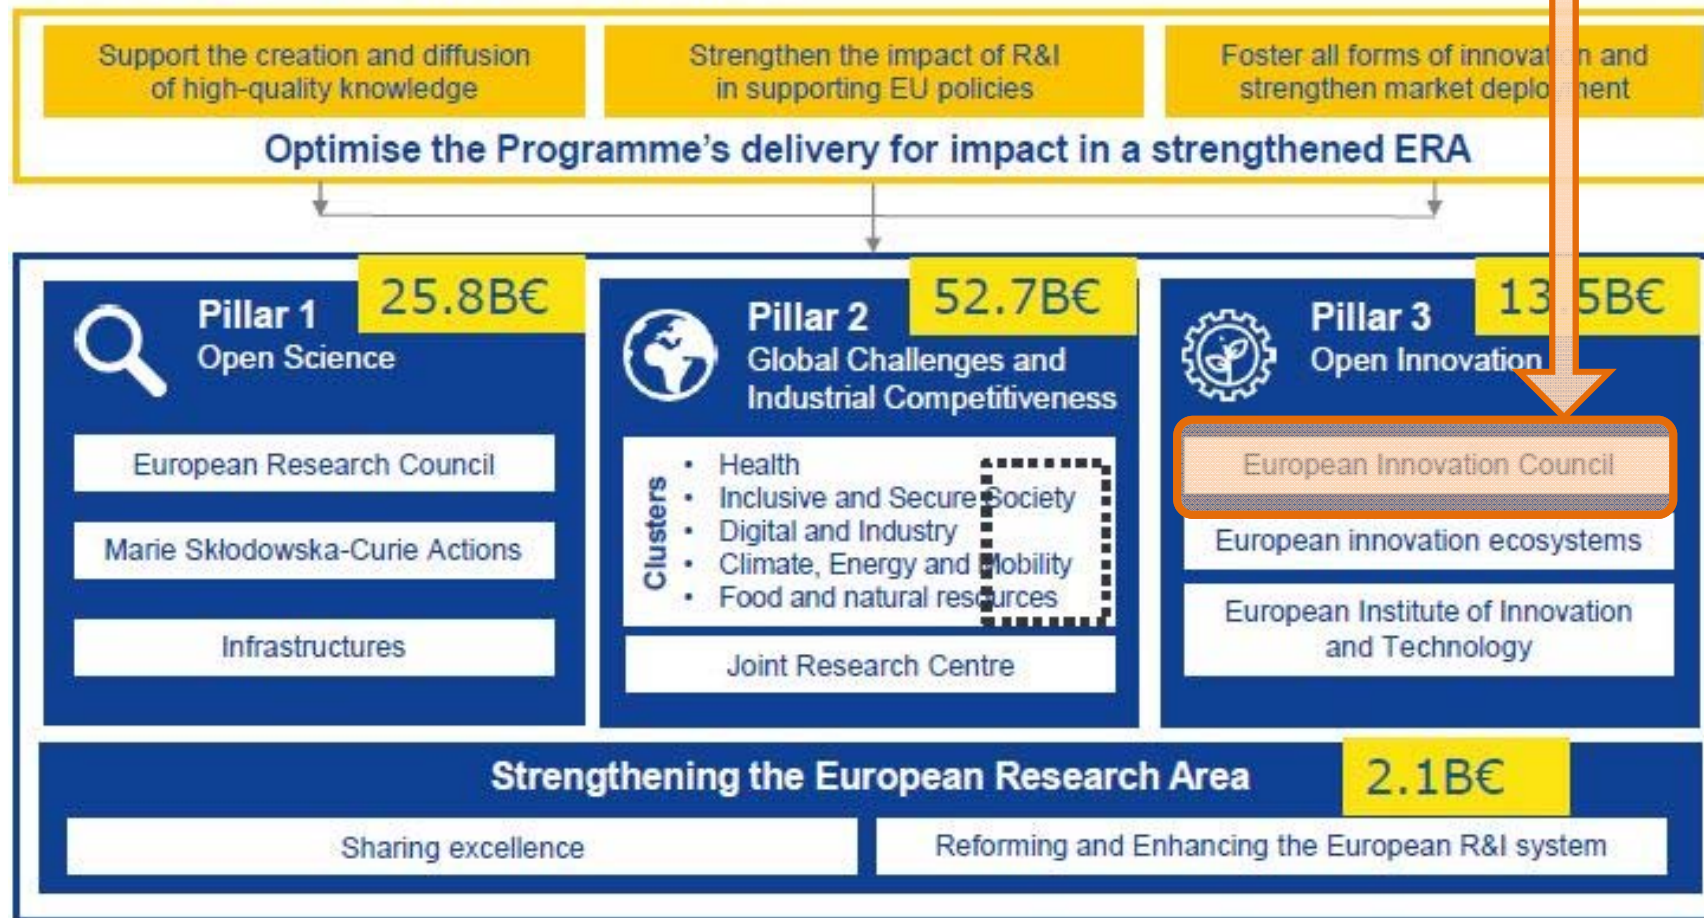 Support the creation and diffusion
of high-quality knowledge
Strengthen the impact of R&I
in supporting EU policies
Foster all forms of innovation and
strengthen market deployment
Optimise the Programme's delivery for impact in a strengthened ERA
Pillar 1
Open Science
25.8B€
European Research Council
Marie Skłodowska-Curie Actions
Infrastructures
Pillar 2
Global Challenges and
Industrial Competitiveness
52.7B€
Clusters
• Health
• Inclusive and Secure Society
• Digital and Industry
• Climate, Energy and Mobility
• Food and natural resources
Joint Research Centre
Pillar 3
Open Innovation
13.5B€
European Innovation Council
European innovation ecosystems
European Institute of Innovation
and Technology
Strengthening the European Research Area
2.1B€
Sharing excellence
Reforming and Enhancing the European R&I system